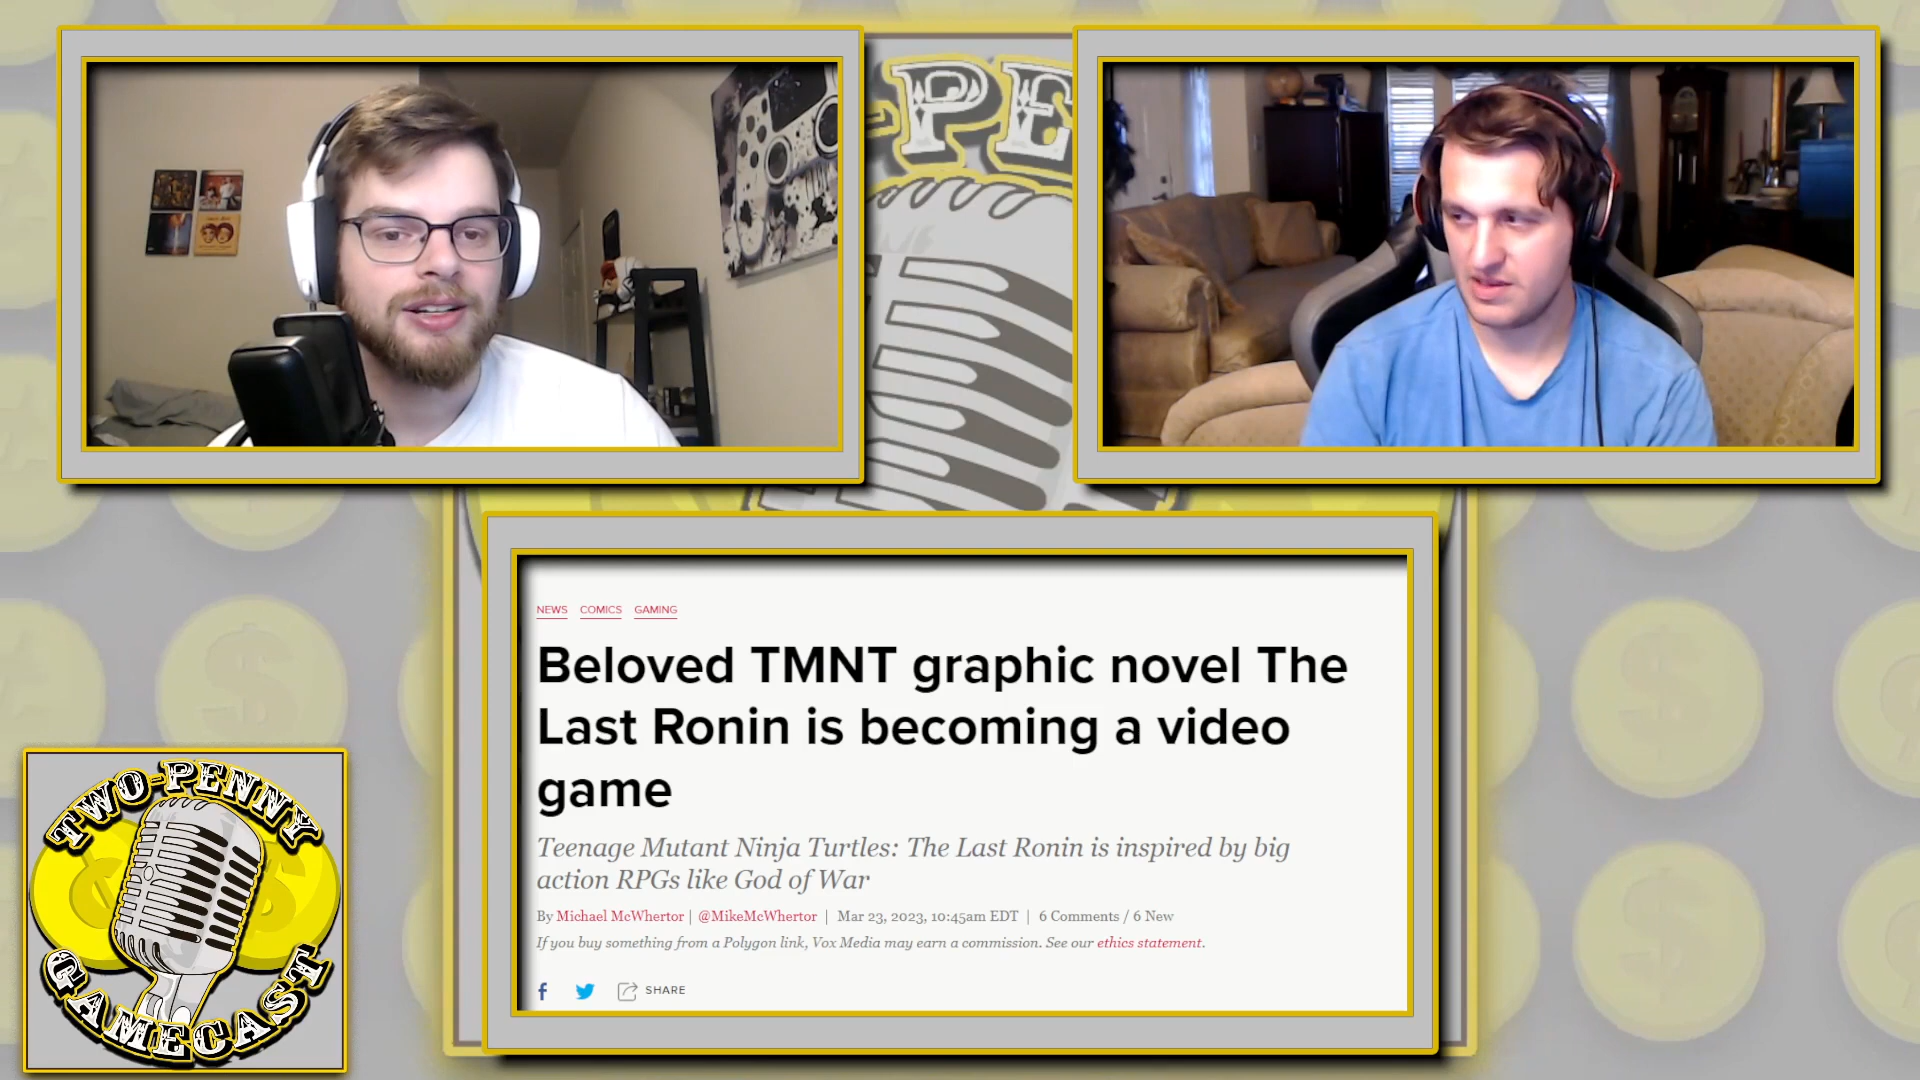 -PE
NEWS COMICS GAMING
Beloved TMNT graphic novel The
Last Ronin is becoming a video
game
Teenage Mutant Ninja Turtles: The Last Ronin is inspired by big
action RPGs like God of War
By Michael McWhertor | @MikeMcWhertor | Mar 23, 2023, 10:45am EDT | 6 Comments / 6 New
If you buy something from a Polygon link, Vox Media may earn a commission. See our ethics statement.
SHARE
TWO-PENNY
GAMECAST